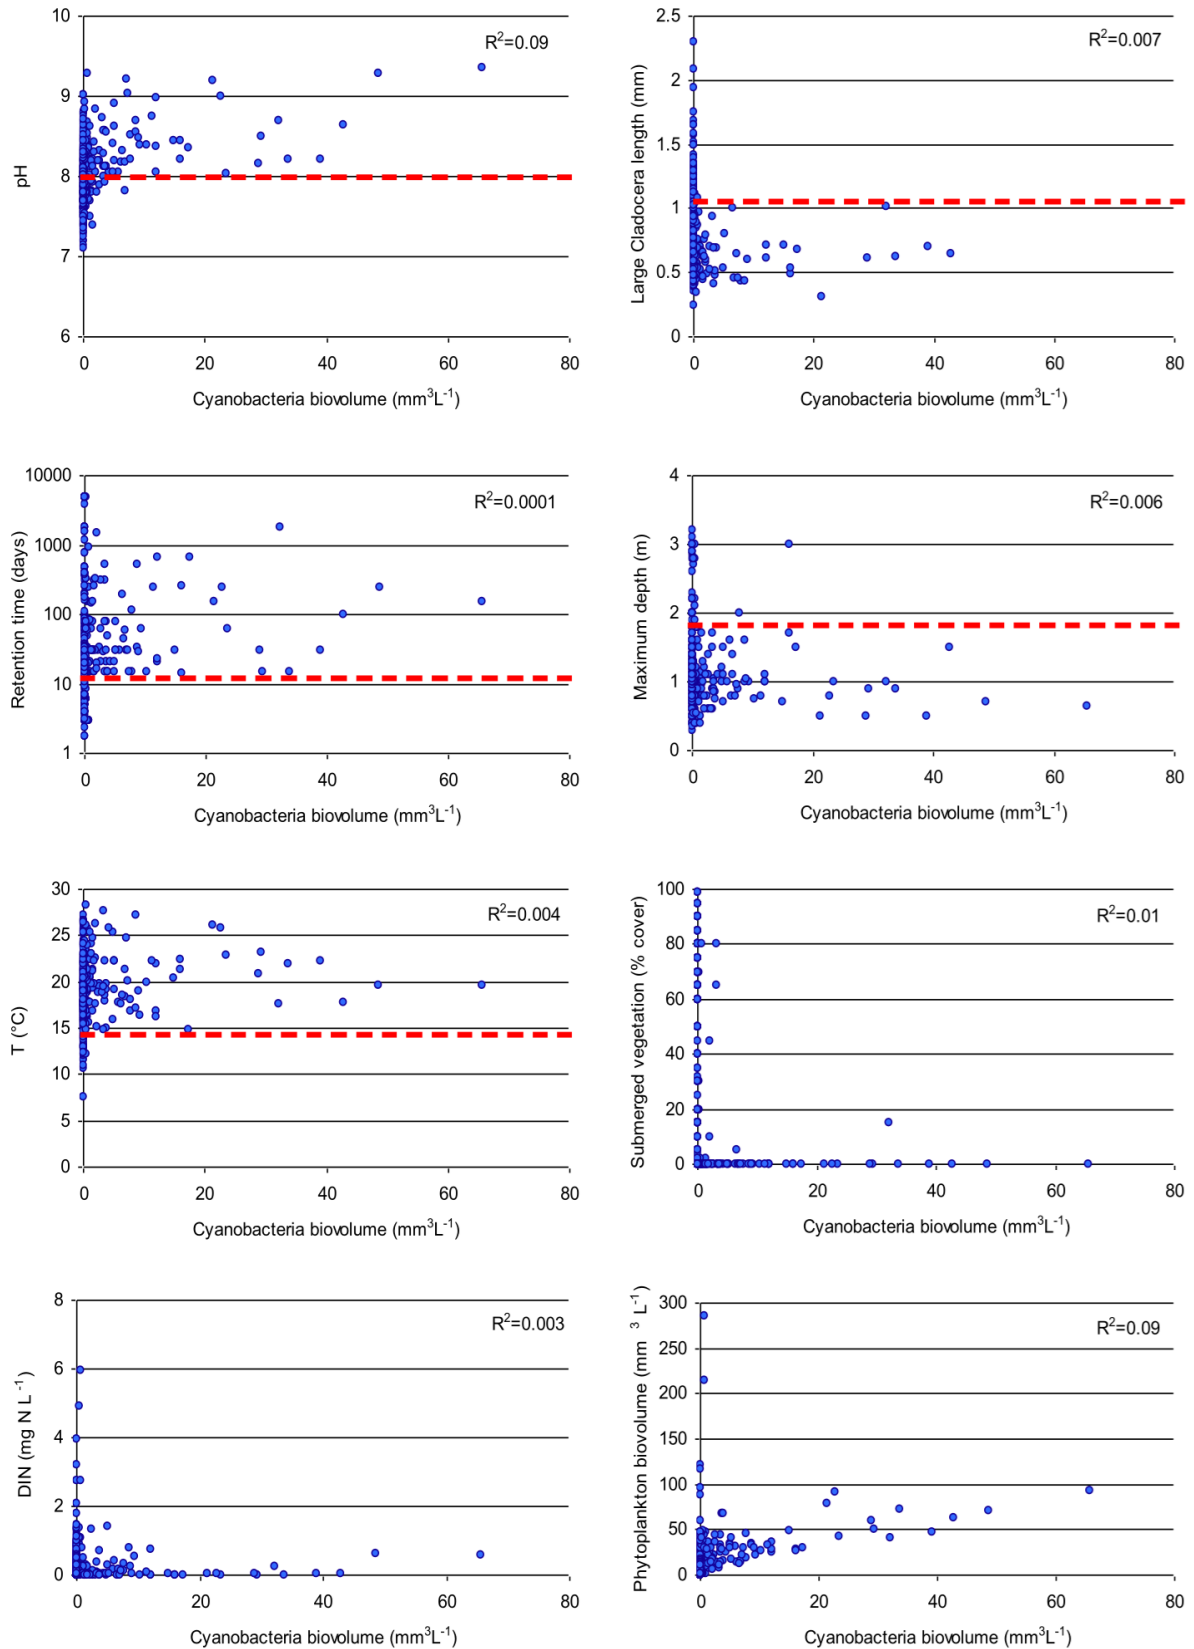 10
9
8
7
6
pH
R²=0.09
0 20 40 60 80
Cyanobacteria biovolume (mm³L⁻¹)
2.5
2
1.5
1
0.5
0
Large Cladocera length (mm)
R²=0.007
0 20 40 60 80
Cyanobacteria biovolume (mm³L⁻¹)
10000
1000
100
10
1
Retention time (days)
R²=0.0001
0 20 40 60 80
Cyanobacteria biovolume (mm³L⁻¹)
4
3
2
1
0
Maximum depth (m)
R²=0.006
0 20 40 60 80
Cyanobacteria biovolume (mm³L⁻¹)
30
25
20
15
10
5
0
T (°C)
R²=0.004
0 20 40 60 80
Cyanobacteria biovolume (mm³L⁻¹)
100
80
60
40
20
0
Submerged vegetation (% cover)
R²=0.01
0 20 40 60 80
Cyanobacteria biovolume (mm³L⁻¹)
8
6
4
2
0
DIN (mg N L⁻¹)
R²=0.003
0 20 40 60 80
Cyanobacteria biovolume (mm³L⁻¹)
300
250
200
150
100
50
0
Phytoplankton biovolume (mm ³ L⁻¹)
R²=0.09
0 20 40 60 80
Cyanobacteria biovolume (mm³L⁻¹)